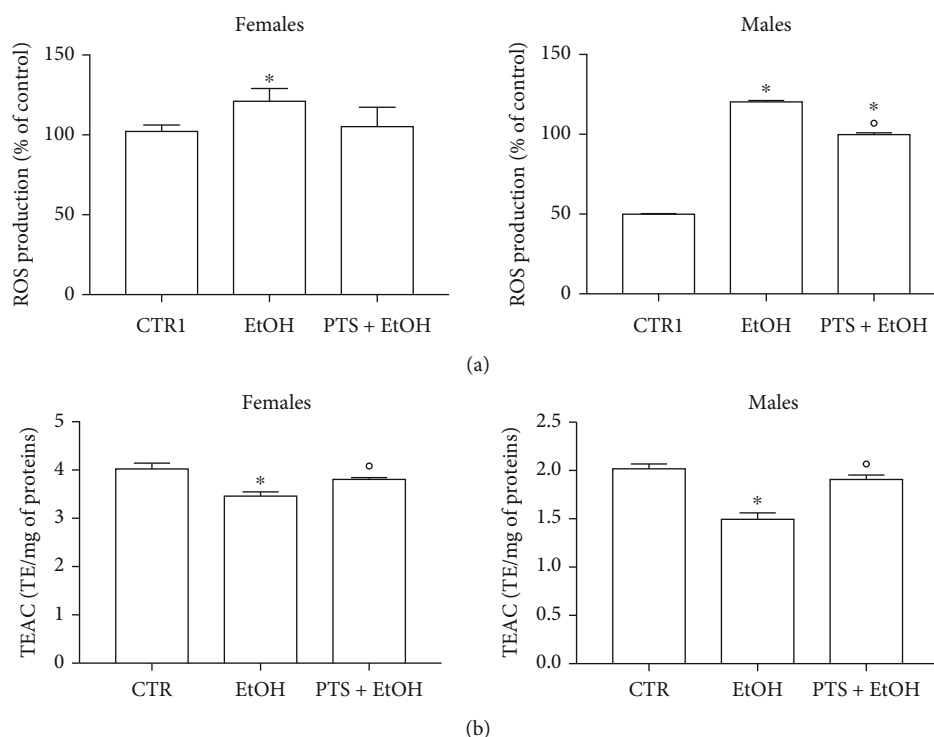 Females
ROS production (% of control)
150
100
50
0
*
CTR1 EtOH PTS + EtOH
Males
ROS production (% of control)
150
100
50
0
*
*
°
CTR1 EtOH PTS + EtOH
(a)
Females
TEAC (TE/mg of proteins)
5
4
3
2
1
0
*
°
CTR EtOH PTS + EtOH
Males
TEAC (TE/mg of proteins)
2.5
2.0
1.5
1.0
0.5
0.0
*
°
CTR EtOH PTS + EtOH
(b)